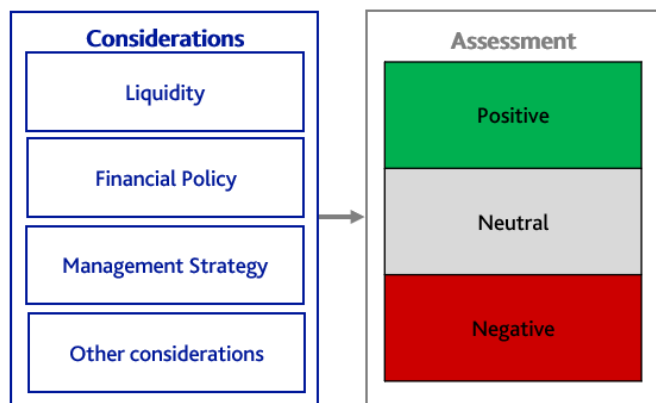 Considerations
Liquidity
Financial Policy
Management Strategy
Other considerations
Assessment
Positive
Neutral
Negative